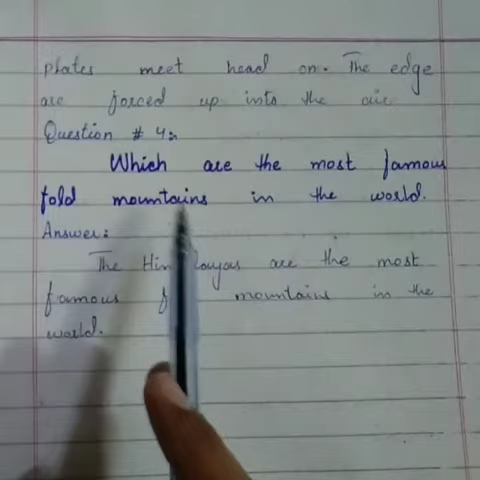 plates meet head on. The edge
are forced up into the air
Question # 4:
Which are the most famous
fold mountains in the world.
Answer:
The are the most
famous mountains in the
world.